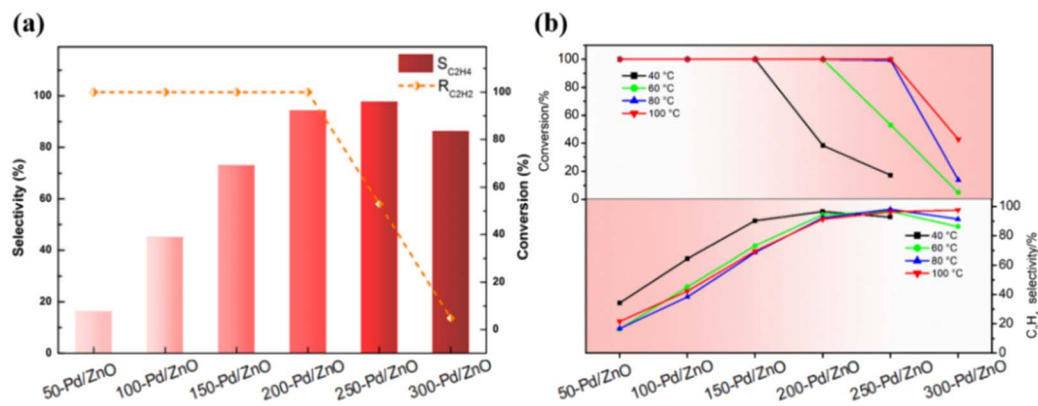 (a)
S C2H4
R C2H2
Selectivity (%)
100
80
60
40
20
0
Conversion (%)
100
80
60
40
20
0
50-Pd/ZnO
100-Pd/ZnO
150-Pd/ZnO
200-Pd/ZnO
250-Pd/ZnO
300-Pd/ZnO
(b)
Conversion/%
100
80
60
40
20
0
40 °C
60 °C
80 °C
100 °C
100
80
60
40
20
0
selectivity/%
40 °C
60 °C
80 °C
100 °C
50-Pd/ZnO
100-Pd/ZnO
150-Pd/ZnO
200-Pd/ZnO
250-Pd/ZnO
300-Pd/ZnO